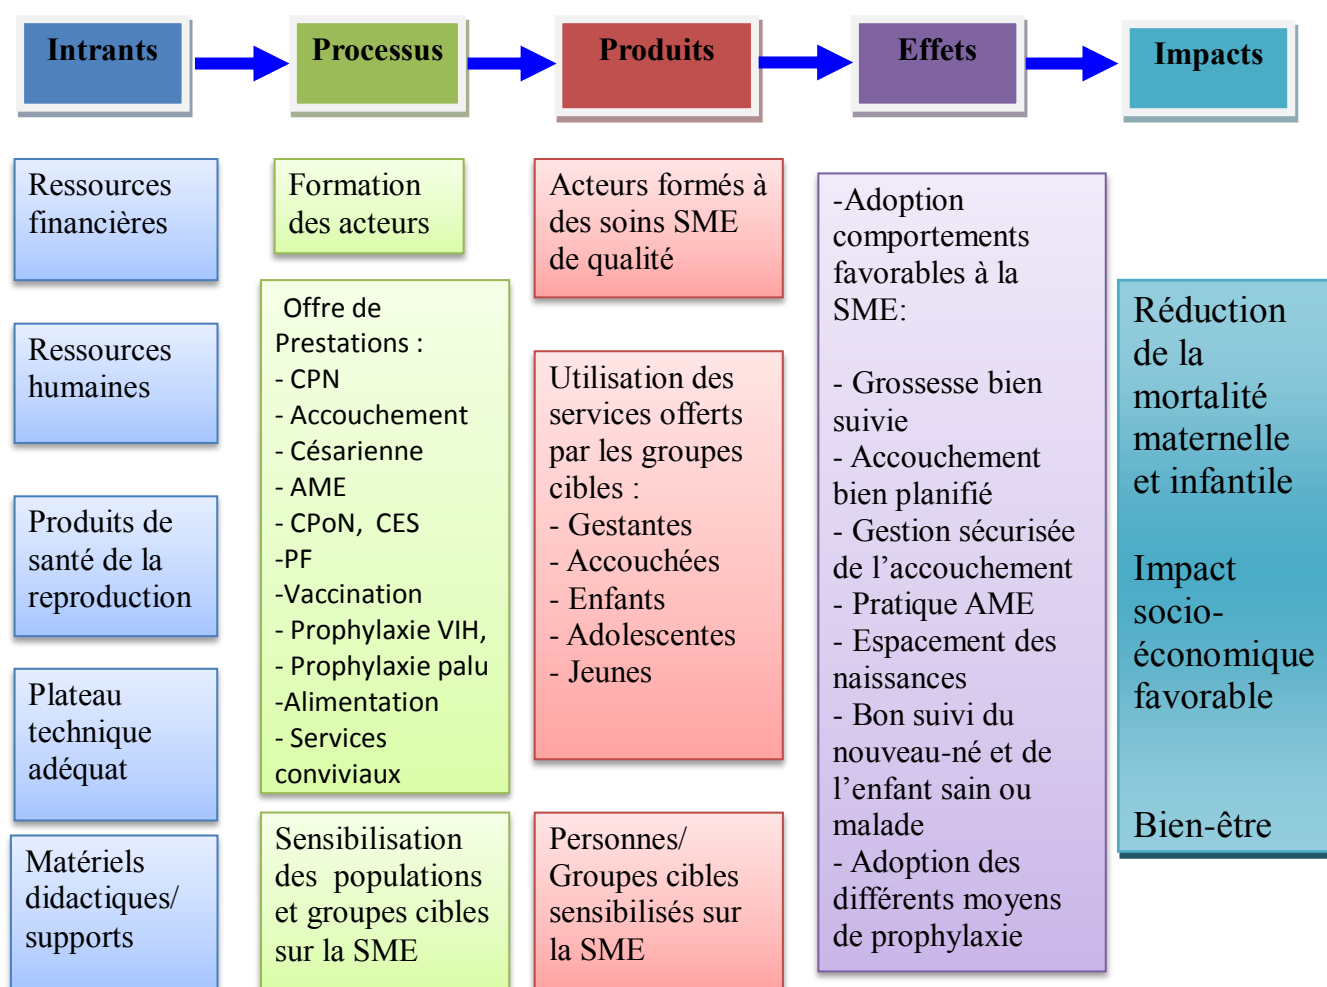 Intrants
Processus
Produits
Effets
Impacts
Ressources
financières
Ressources
humaines
Produits de
santé de la
reproduction
Plateau
technique
adéquat
Matériels
didactiques/
supports
Formation
des acteurs
Offre de
Prestations :
- CPN
- Accouchement
- Césarienne
- AME
- CPoN, CES
-PF
-Vaccination
- Prophylaxie VIH,
- Prophylaxie palu
-Alimentation
- Services
conviviaux
Sensibilisation
des populations
et groupes cibles
sur la SME
Acteurs formés à
des soins SME
de qualité
Utilisation des
services offerts
par les groupes
cibles :
- Gestantes
- Accouchées
- Enfants
- Adolescentes
- Jeunes
Personnes/
Groupes cibles
sensibilisés sur
la SME
-Adoption
comportements
favorables à la
SME:
- Grossesse bien
suivie
- Accouchement
bien planifié
- Gestion sécurisée
de l’accouchement
- Pratique AME
- Espacement des
naissances
- Bon suivi du
nouveau-né et de
l’enfant sain ou
malade
- Adoption des
différents moyens
de prophylaxie
Réduction
de la
mortalité
maternelle
et infantile
Impact
socio-
économique
favorable
Bien-être